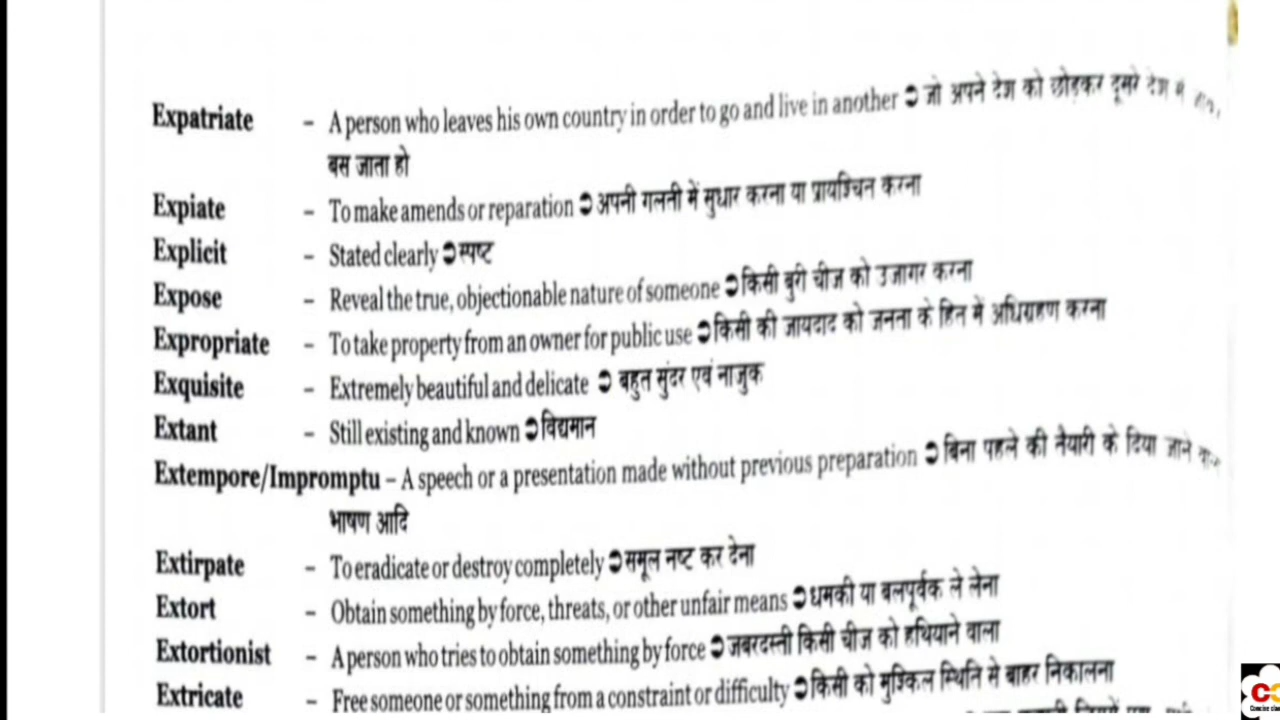 Expatriate – A person who leaves his own country in order to go and live in another ➲ जो अपने देश को छोड़कर दूसरे देश में
बस जाता हो
Expiate – To make amends or reparation ➲ अपनी गलती में सुधार करना या प्रायश्चित करना
Explicit – Stated clearly ➲ स्पष्ट
Expose – Reveal the true, objectionable nature of someone ➲ किसी बुरी चीज को उजागर करना
Expropriate – To take property from an owner for public use ➲ किसी की जायदाद को जनता के हित में अधिग्रहण करना
Exquisite – Extremely beautiful and delicate ➲ बहुत सुंदर एवं नाजुक
Extant – Still existing and known ➲ विद्यमान
Extempore/Impromptu – A speech or a presentation made without previous preparation ➲ बिना पहले की तैयारी के दिया जाने
भाषण आदि
Extirpate – To eradicate or destroy completely ➲ समूल नष्ट कर देना
Extort – Obtain something by force, threats, or other unfair means ➲ धमकी या बलपूर्वक ले लेना
Extortionist – A person who tries to obtain something by force ➲ जबरदस्ती किसी चीज को हथियाने वाला
Extricate – Free someone or something from a constraint or difficulty ➲ किसी को मुश्किल स्थिति से बाहर निकालना